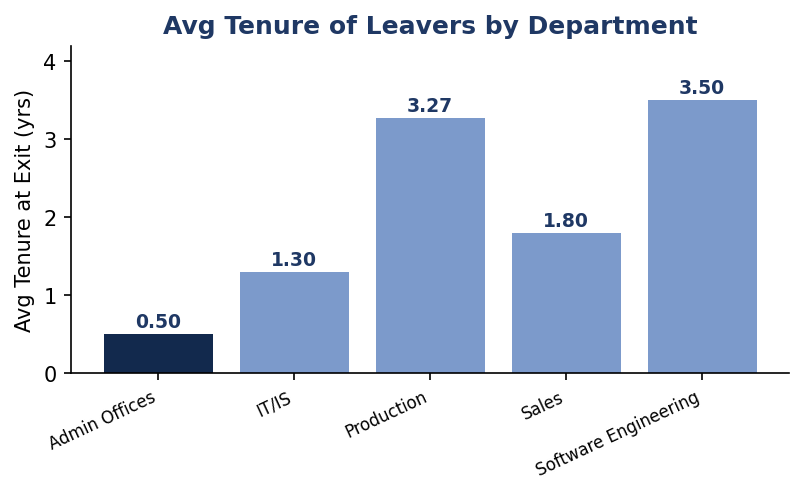 Avg Tenure of Leavers by Department
Avg Tenure at Exit (yrs)
4
3
2
1
0
0.50
1.30
3.27
1.80
3.50
Admin Offices
IT/IS
Production
Sales
Software Engineering